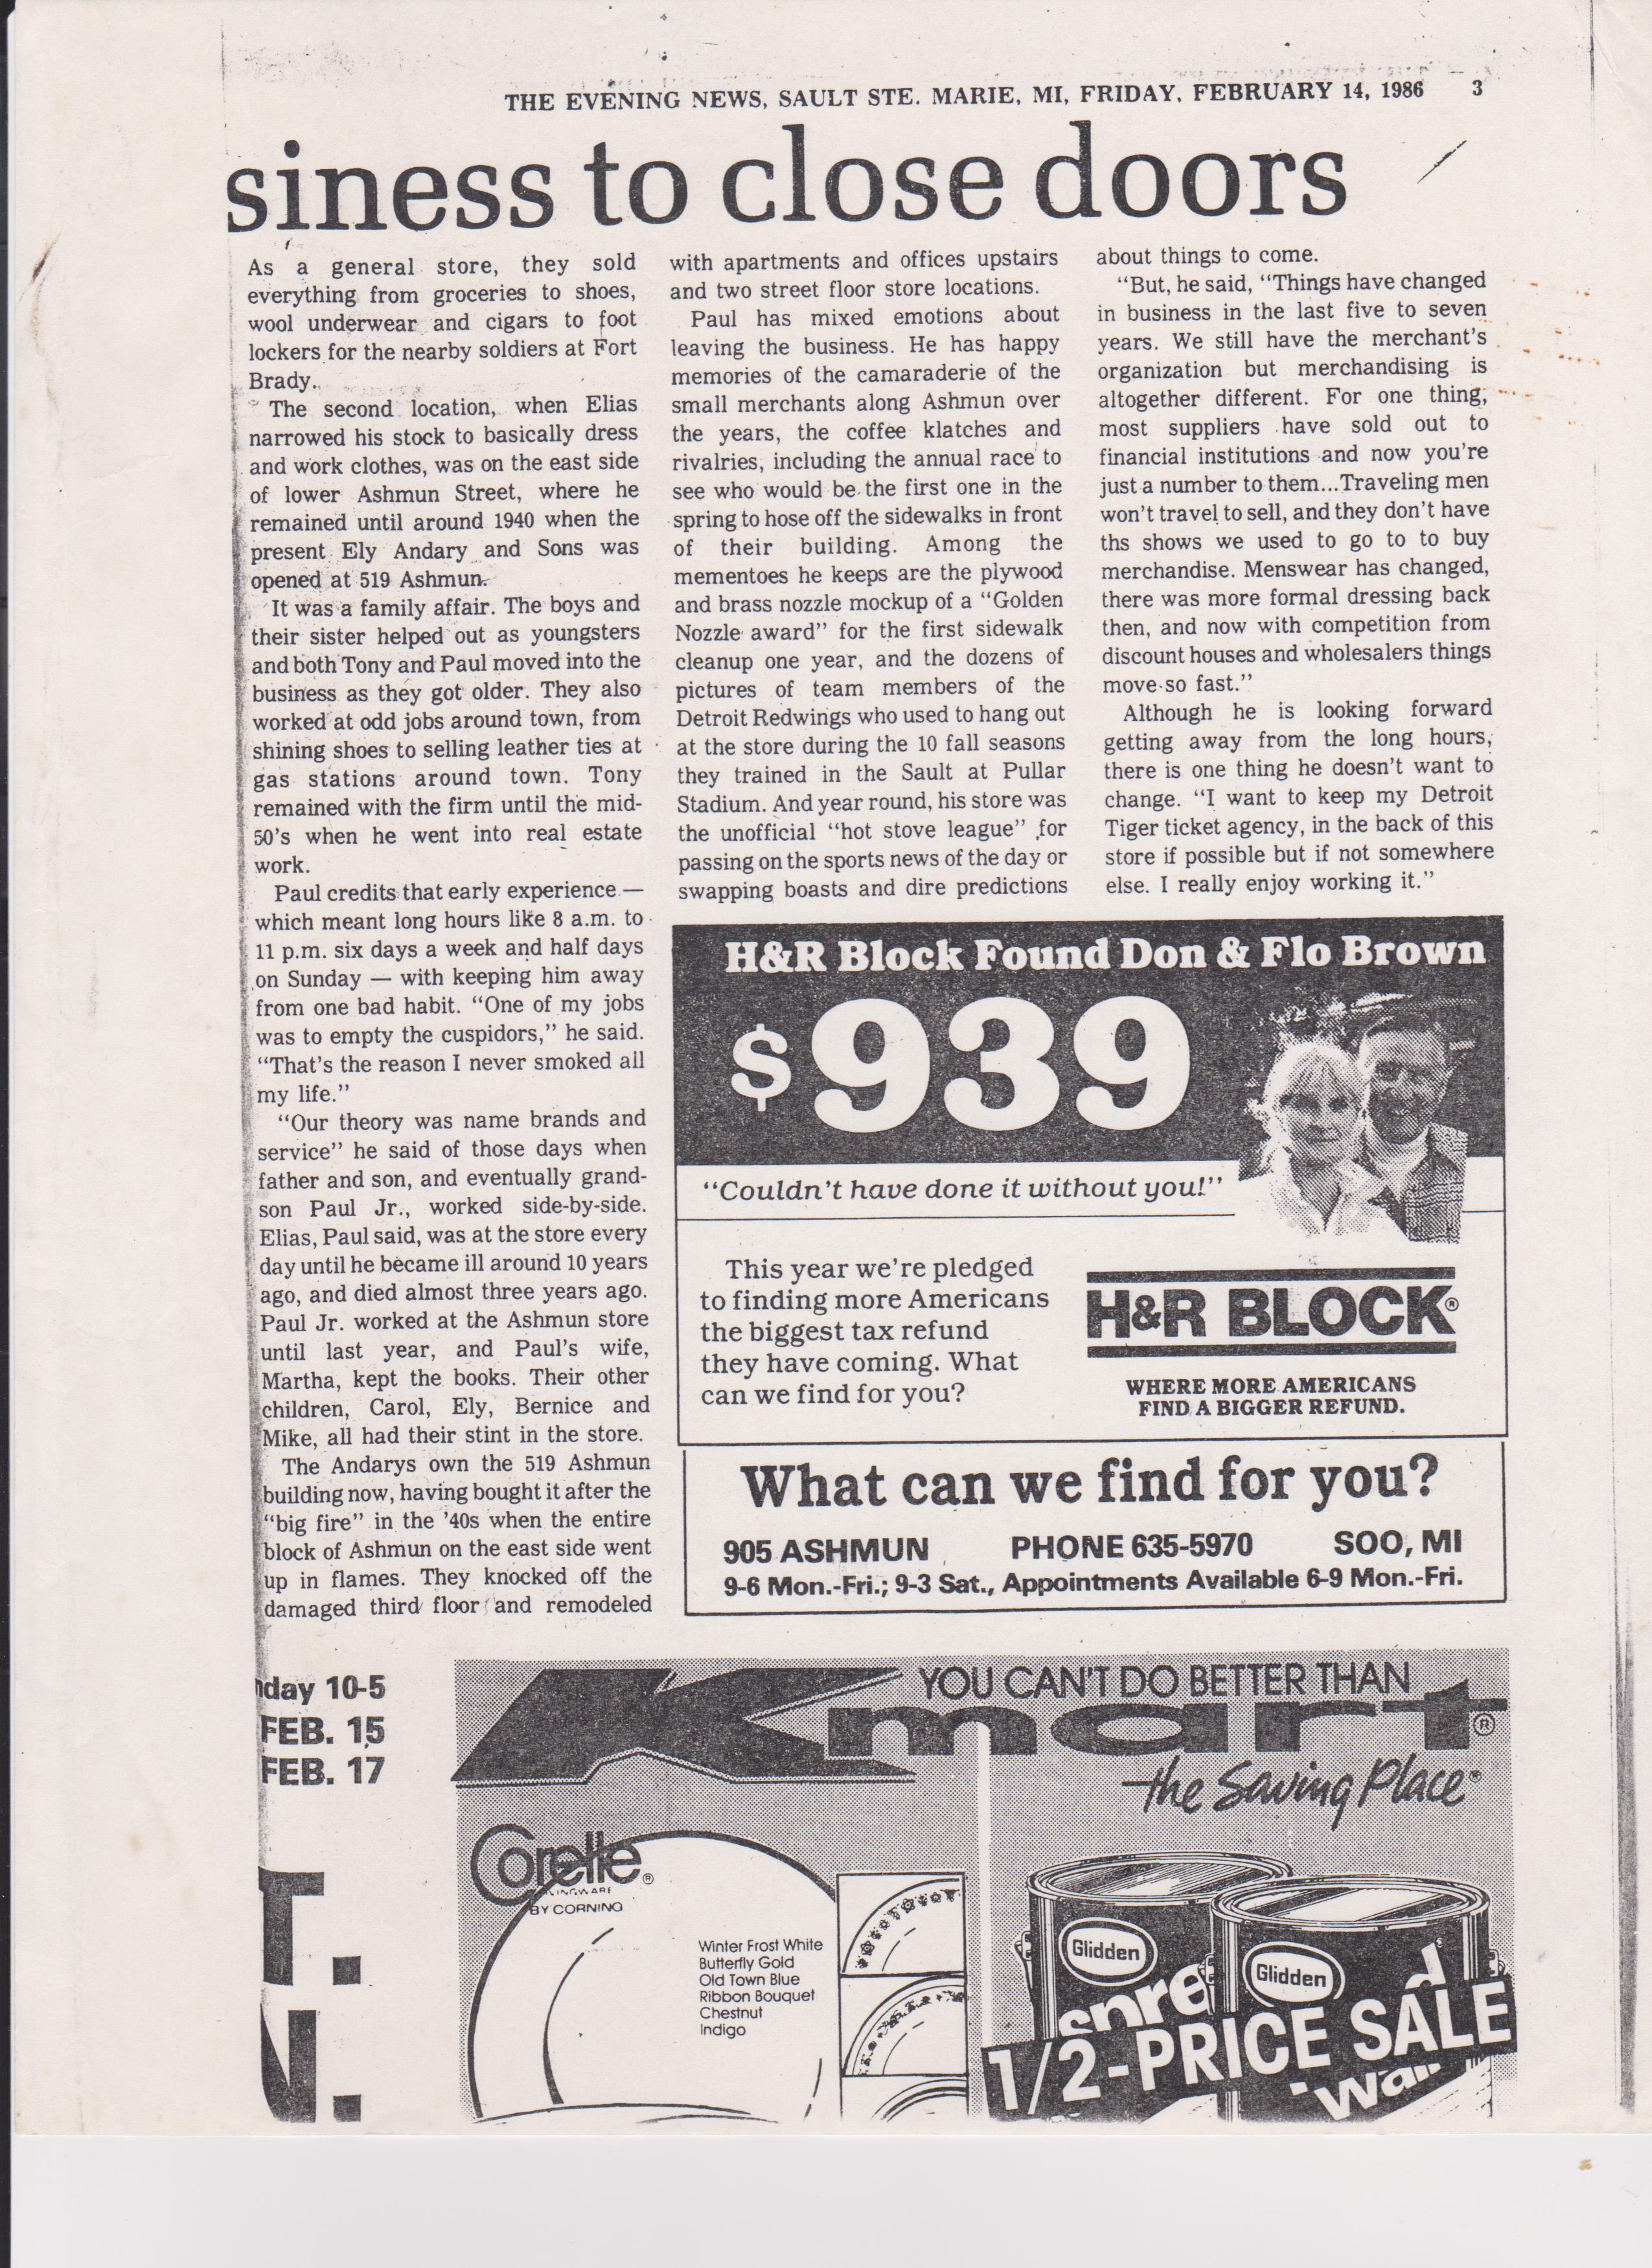 THE EVENING NEWS, SAULT STE. MARIE, MI, FRIDAY, FEBRUARY 14, 1986 3
siness to close doors
As a general store, they sold
everything from groceries to shoes,
wool underwear and cigars to foot
lockers for the nearby soldiers at Fort
Brady.
The second location, when Elias
narrowed his stock to basically dress
and work clothes, was on the east side
of lower Ashmun Street, where he
remained until around 1940 when the
present Ely Andary and Sons was
opened at 519 Ashmun.
It was a family affair. The boys and
their sister helped out as youngsters
and both Tony and Paul moved into the
business as they got older. They also
worked at odd jobs around town, from
shining shoes to selling leather ties at
gas stations around town. Tony
remained with the firm until the mid-
50's when he went into real estate
work.
Paul credits that early experience —
which meant long hours like 8 a.m. to
11 p.m. six days a week and half days
on Sunday — with keeping him away
from one bad habit. "One of my jobs
was to empty the cuspidors," he said.
"That's the reason I never smoked all
my life."
"Our theory was name brands and
service" he said of those days when
father and son, and eventually grand-
son Paul Jr., worked side-by-side.
Elias, Paul said, was at the store every
day until he became ill around 10 years
ago, and died almost three years ago.
Paul Jr. worked at the Ashmun store
until last year, and Paul's wife,
Martha, kept the books. Their other
children, Carol, Ely, Bernice and
Mike, all had their stint in the store.
The Andarys own the 519 Ashmun
building now, having bought it after the
"big fire" in the '40s when the entire
block of Ashmun on the east side went
up in flames. They knocked off the
damaged third floor and remodeled
with apartments and offices upstairs
and two street floor store locations.
Paul has mixed emotions about
leaving the business. He has happy
memories of the camaraderie of the
small merchants along Ashmun over
the years, the coffee klatches and
rivalries, including the annual race to
see who would be the first one in the
spring to hose off the sidewalks in front
of their building. Among the
mementoes he keeps are the plywood
and brass nozzle mockup of a "Golden
Nozzle award" for the first sidewalk
cleanup one year, and the dozens of
pictures of team members of the
Detroit Redwings who used to hang out
at the store during the 10 fall seasons
they trained in the Sault at Pullar
Stadium. And year round, his store was
the unofficial "hot stove league" for
passing on the sports news of the day or
swapping boasts and dire predictions
about things to come.
"But, he said, "Things have changed
in business in the last five to seven
years. We still have the merchant's
organization but merchandising is
altogether different. For one thing,
most suppliers have sold out to
financial institutions and now you're
just a number to them...Traveling men
won't travel to sell, and they don't have
ths shows we used to go to to buy
merchandise. Menswear has changed,
there was more formal dressing back
then, and now with competition from
discount houses and wholesalers things
move so fast."
Although he is looking forward
getting away from the long hours,
there is one thing he doesn't want to
change. "I want to keep my Detroit
Tiger ticket agency, in the back of this
store if possible but if not somewhere
else. I really enjoy working it."
H&R Block Found Don & Flo Brown
$939
"Couldn't have done it without you!"
This year we're pledged
to finding more Americans
the biggest tax refund
they have coming. What
can we find for you?
H&R BLOCK®
WHERE MORE AMERICANS
FIND A BIGGER REFUND.
What can we find for you?
905 ASHMUN PHONE 635-5970 SOO, MI
9-6 Mon.-Fri.; 9-3 Sat., Appointments Available 6-9 Mon.-Fri.
nday 10-5
FEB. 15
FEB. 17
T.
N.
YOU CAN'T DO BETTER THAN
Kmart®
the Saving Place®
Corelle®
BY CORNING
Winter Frost White
Butterfly Gold
Old Town Blue
Ribbon Bouquet
Chestnut
Indigo
Glidden
Glidden
spre
d
1/2-PRICE SALE
wall